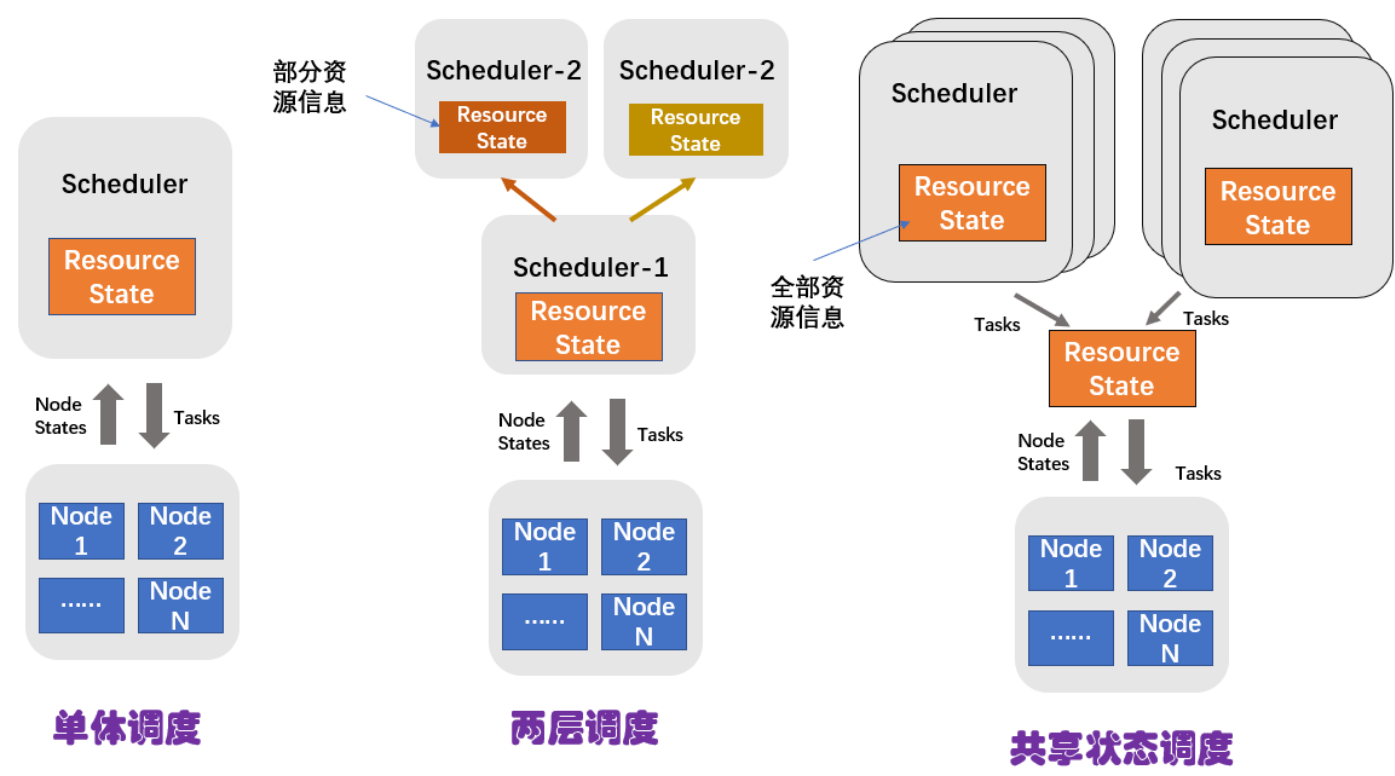 Scheduler
Resource
State
Node
States
Tasks
Node
1
Node
2
······
Node
N
单体调度
部分资
源信息
Scheduler-2
Resource
State
Scheduler-2
Resource
State
Scheduler-1
Resource
State
Node
States
Tasks
Node
1
Node
2
······
Node
N
两层调度
Scheduler
Resource
State
Scheduler
Resource
State
全部资
源信息
Tasks
Tasks
Resource
State
Node
States
Tasks
Node
1
Node
2
······
Node
N
共享状态调度